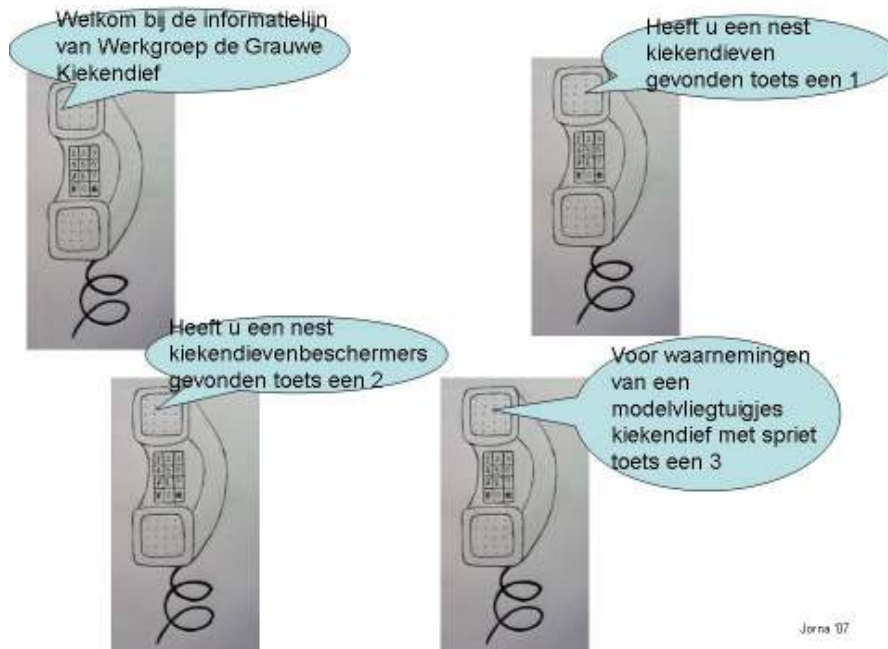 Welkom bij de informatielijn
van Werkgroep de Grauwe
Kiekendief
Heeft u een nest
kiekendieven
gevonden toets een 1
Heeft u een nest
kiekendievenbeschermers
gevonden toets een 2
Voor waarnemingen
van een
modelvliegtuigjes
kiekendief met spriet
toets een 3
Jorna '07